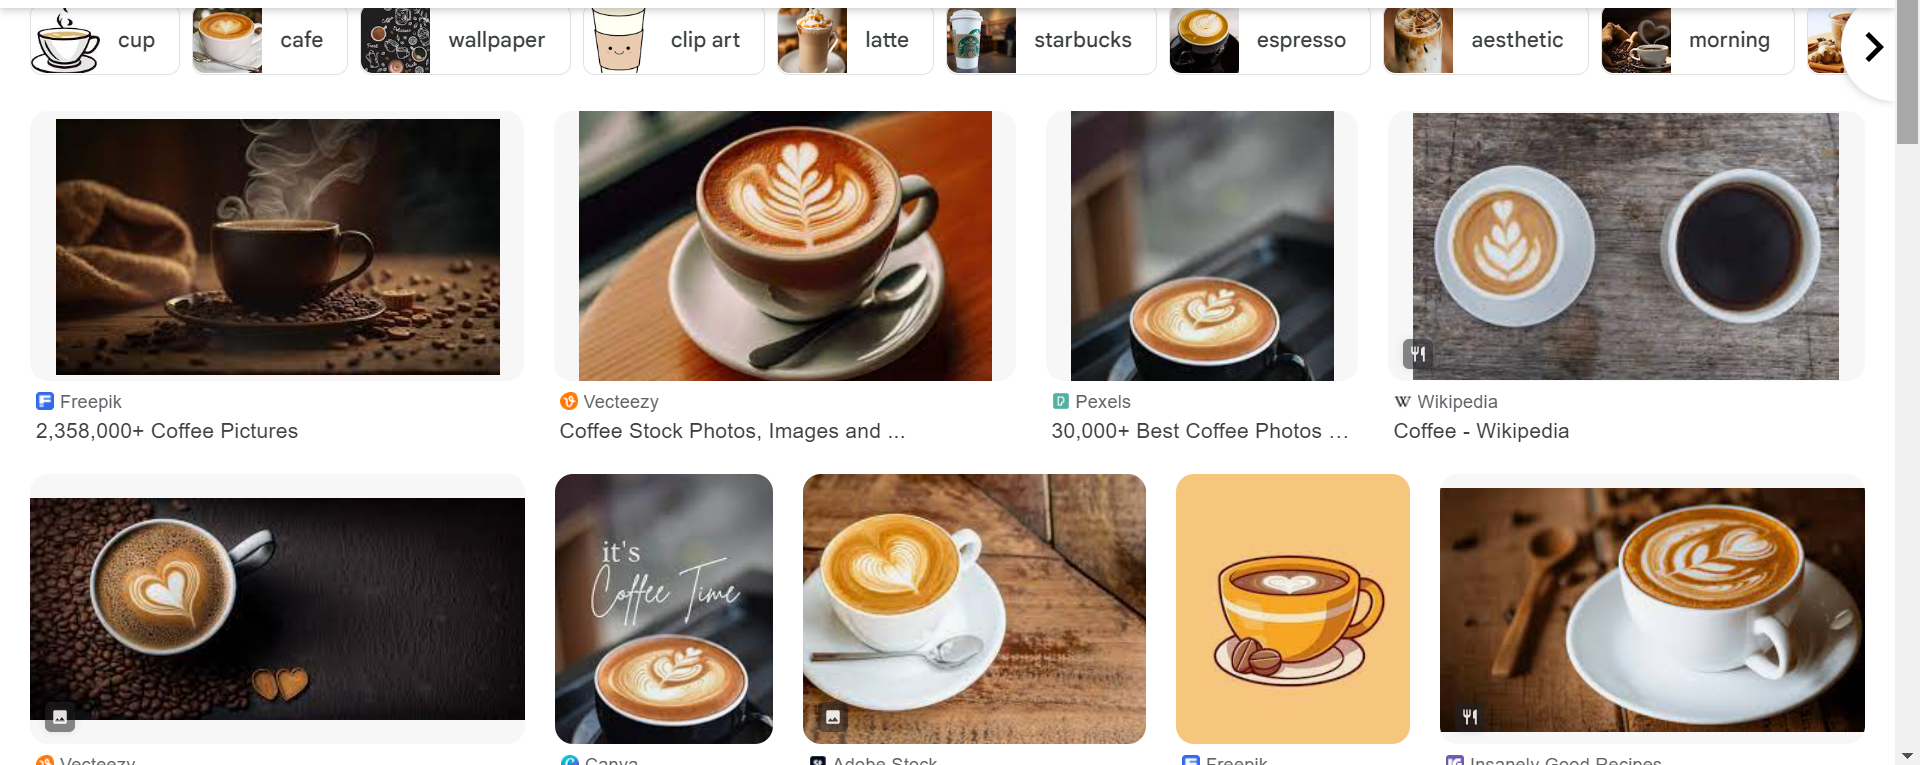 cup
cafe
wallpaper
clip art
latte
starbucks
espresso
aesthetic
morning
Freepik
2,358,000+ Coffee Pictures
Vecteezy
Coffee Stock Photos, Images and ...
Pexels
30,000+ Best Coffee Photos ...
W Wikipedia
Coffee - Wikipedia
it's
Coffee Time
Vecteezy
Canva
Adobe Stock
Freepik
Insanely Good Recipes